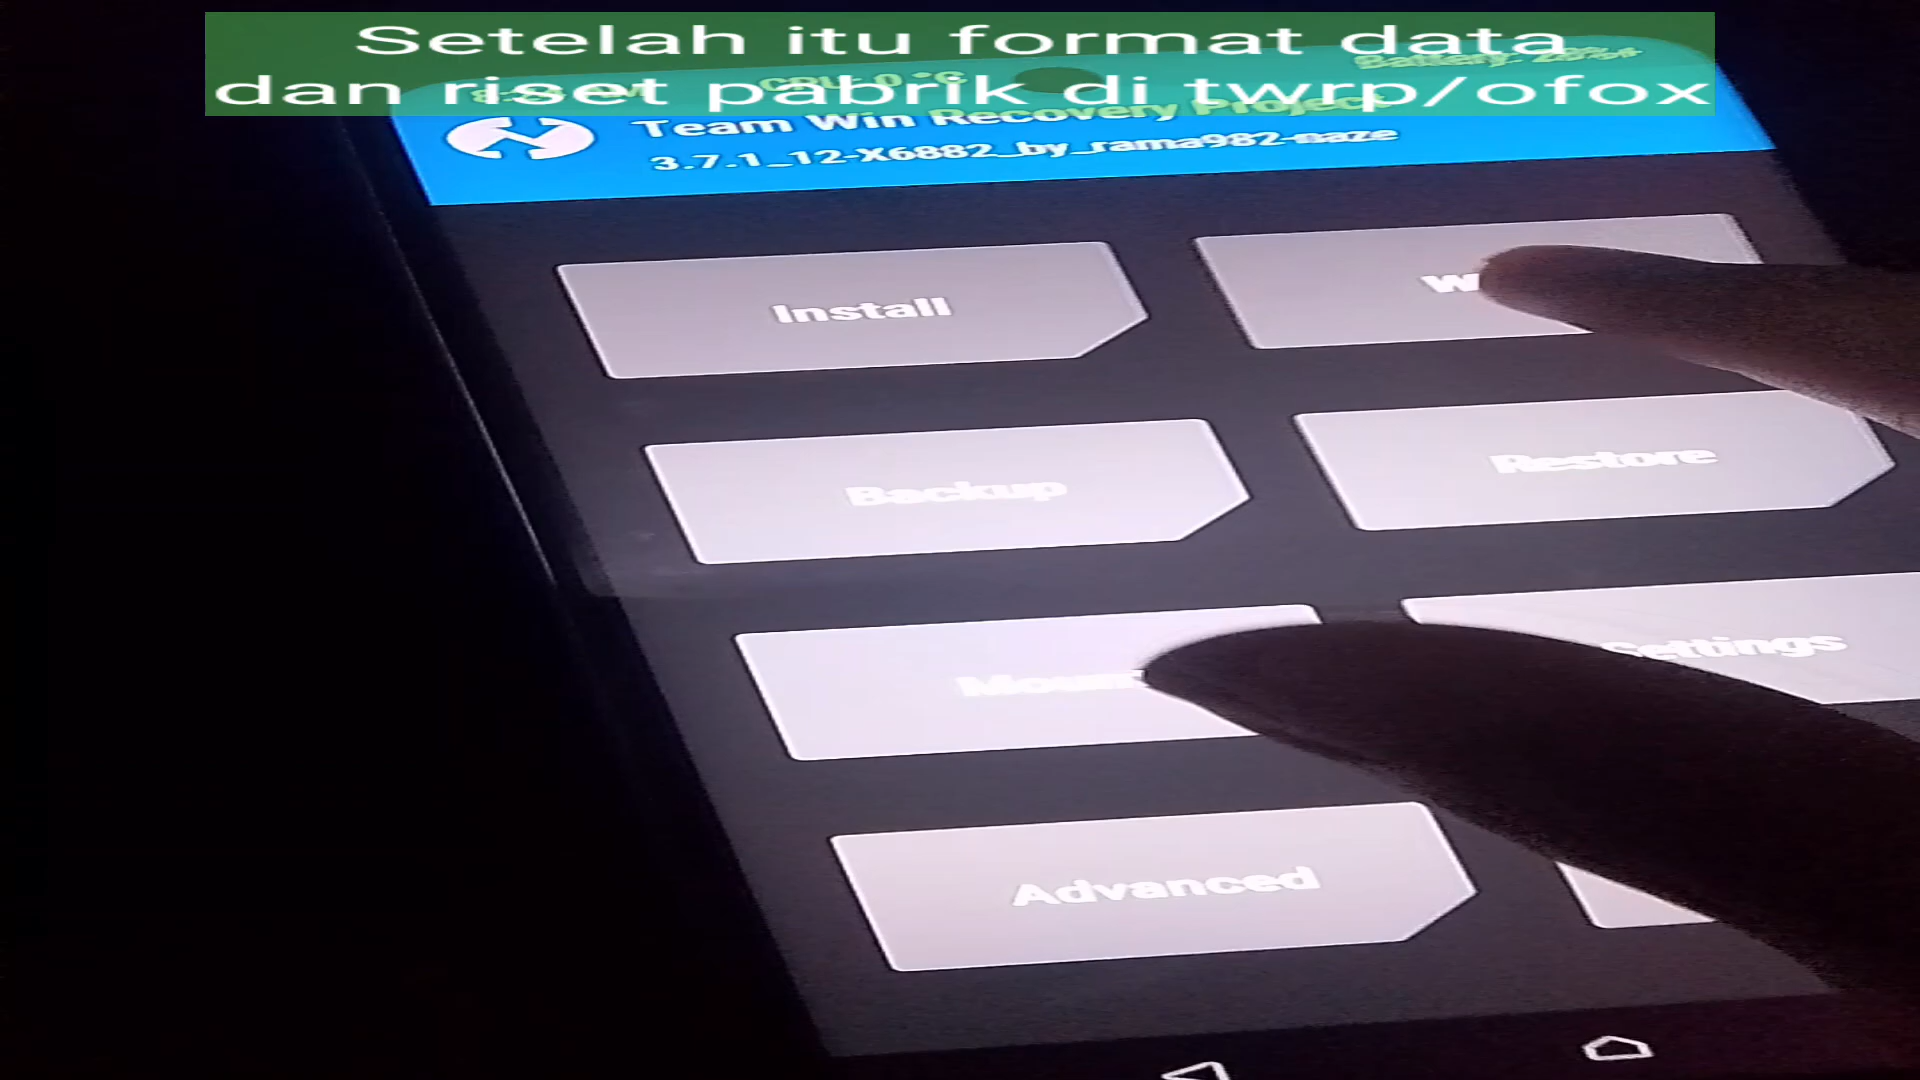 Setelah itu format data
dan riset pabrik di twrp/ofox
Team Win Recovery Project
3.7.1_12-X6882_by_rama982-naze
Install
Backup
Restore
Settings
Advanced